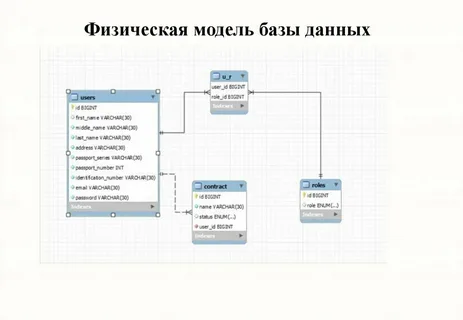 Физическая модель базы данных
users
id BIGINT
first_name VARCHAR(30)
middle_name VARCHAR(30)
last_name VARCHAR(30)
address VARCHAR(30)
passport_series VARCHAR(30)
passport_number INT
identification_number VARCHAR(30)
email VARCHAR(30)
password VARCHAR(30)
Indexes
u_r
user_id BIGINT
role_id BIGINT
Indexes
contract
id BIGINT
name VARCHAR(30)
status ENUM(...)
user_id BIGINT
Indexes
roles
id BIGINT
role ENUM(...)
Indexes